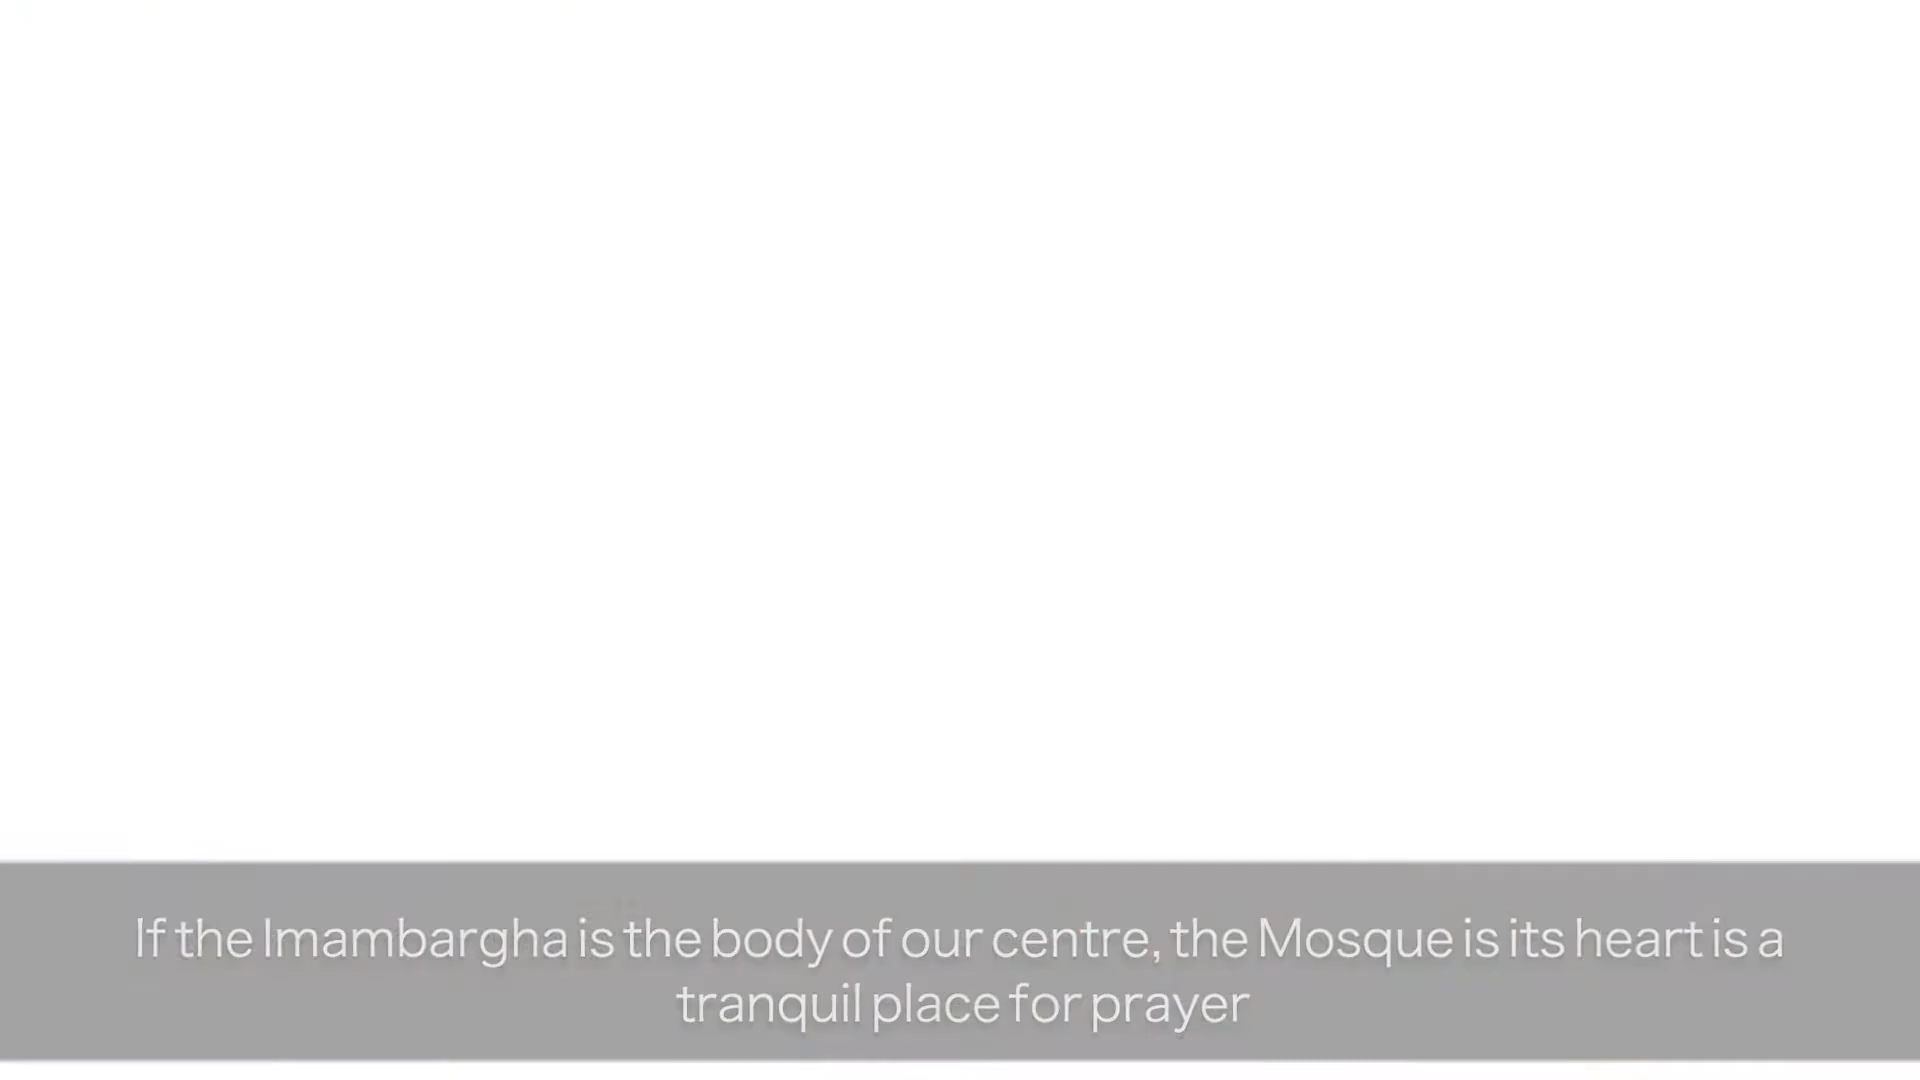 If the Imambargha is the body of our centre, the Mosque is its heart is a
tranquil place for prayer